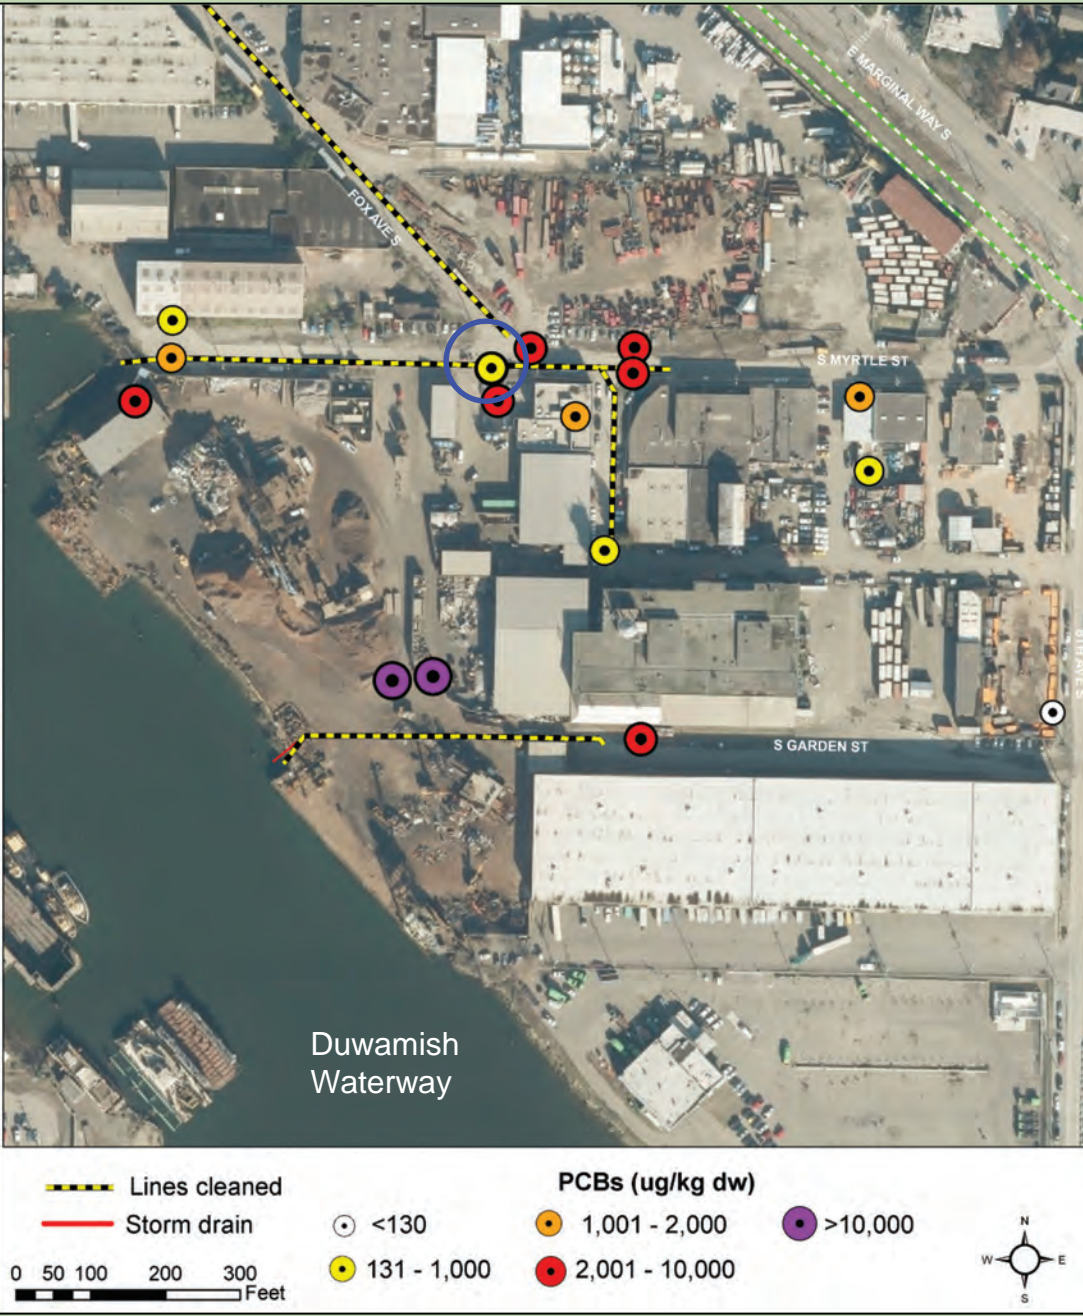 E MARGINAL WAY S
FOX AVE S
S MYRTLE ST
S GARDEN ST
Duwamish
Waterway
Lines cleaned
Storm drain
0 50 100 200 300
Feet
PCBs (ug/kg dw)
<130
131 - 1,000
1,001 - 2,000
2,001 - 10,000
>10,000
N
W E
S